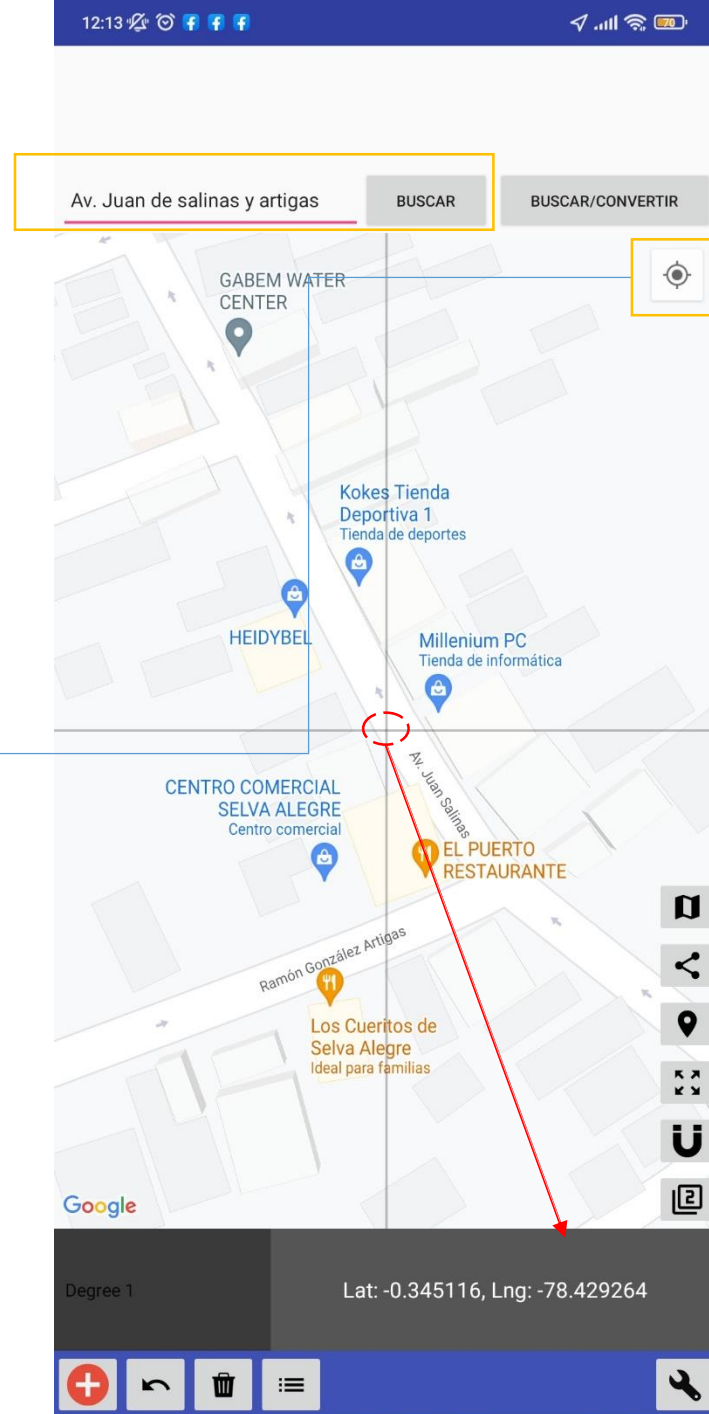 12:13
70
Av. Juan de salinas y artigas
BUSCAR
BUSCAR/CONVERTIR
GABEM WATER
CENTER
Kokes Tienda
Deportiva 1
Tienda de deportes
HEIDYBEL
Millenium PC
Tienda de informática
Av. Juan Salinas
CENTRO COMERCIAL
SELVA ALEGRE
Centro comercial
EL PUERTO
RESTAURANTE
Ramón González Artigas
Los Cueritos de
Selva Alegre
Ideal para familias
2
Google
Degree 1
Lat: -0.345116, Lng: -78.429264